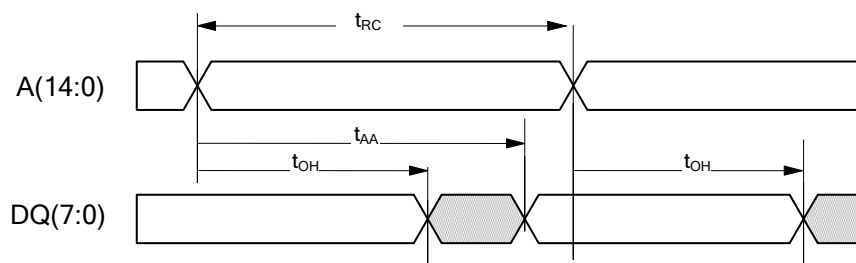 tRC
A(14:0)
tAA
tOH tOH
DQ(7:0)